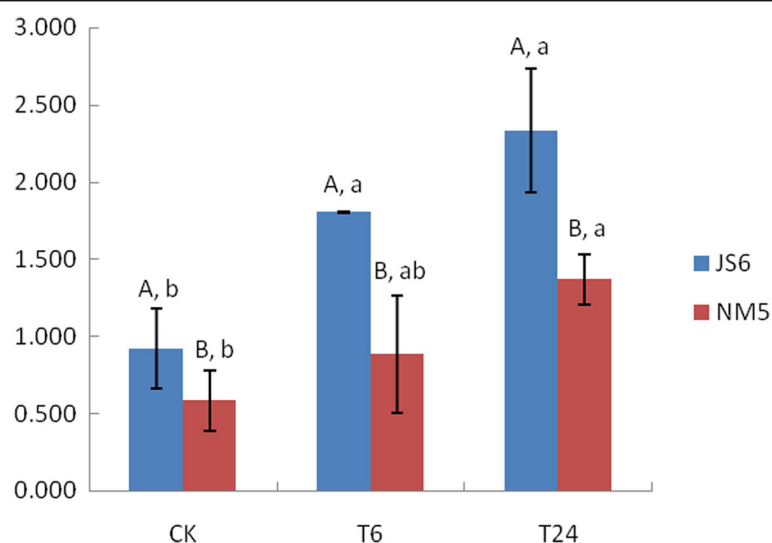 3.000
2.500
2.000
1.500
1.000
0.500
0.000
A, b
B, b
A, a
B, ab
A, a
B, a
CK
T6
T24
JS6
NM5